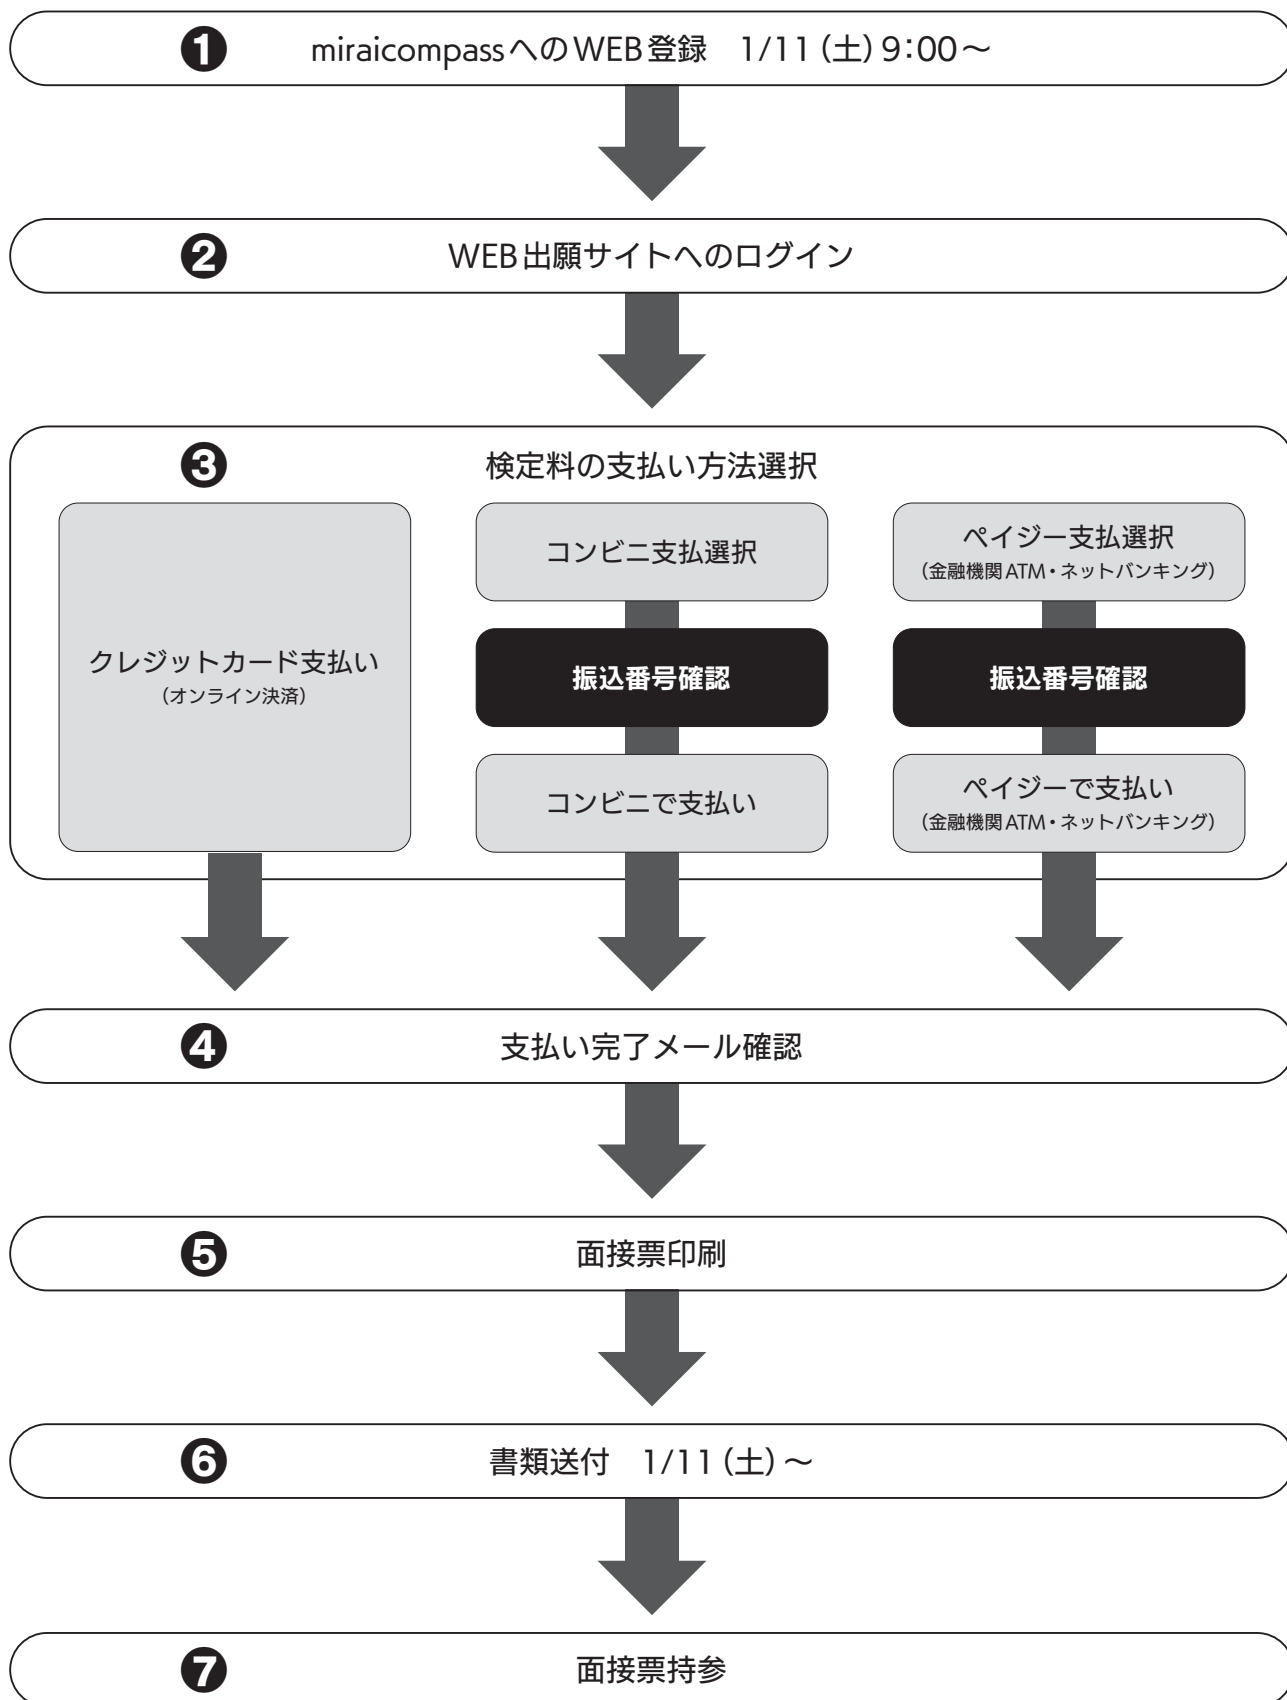 ❶ miraicompassへのWEB登録　1/11（土）9：00～
❷ WEB出願サイトへのログイン
❸ 検定料の支払い方法選択
クレジットカード支払い
（オンライン決済）
コンビニ支払選択
振込番号確認
コンビニで支払い
ペイジー支払選択
（金融機関ATM・ネットバンキング）
振込番号確認
ペイジーで支払い
（金融機関ATM・ネットバンキング）
❹ 支払い完了メール確認
❺ 面接票印刷
❻ 書類送付　1/11（土）～
❼ 面接票持参